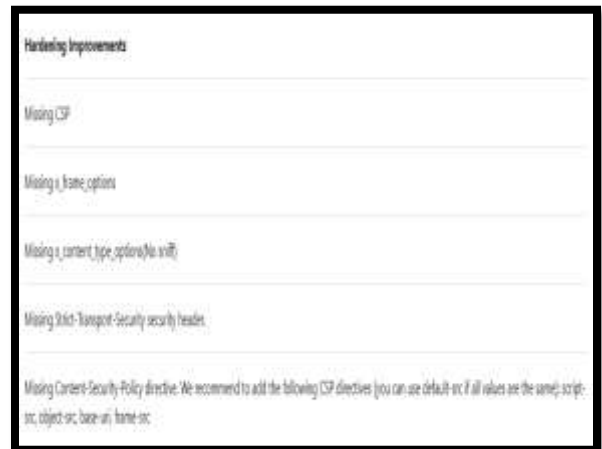 Hardening Improvements
Missing CSP
Missing x_frame_options
Missing x_content_type_options(No sniff)
Missing Strict-Transport-Security security header.
Missing Content-Security-Policy directive. We recommend to add the following CSP directives (you can use default-src if all values are the same): script-
src, object-src, base-uri, frame-src